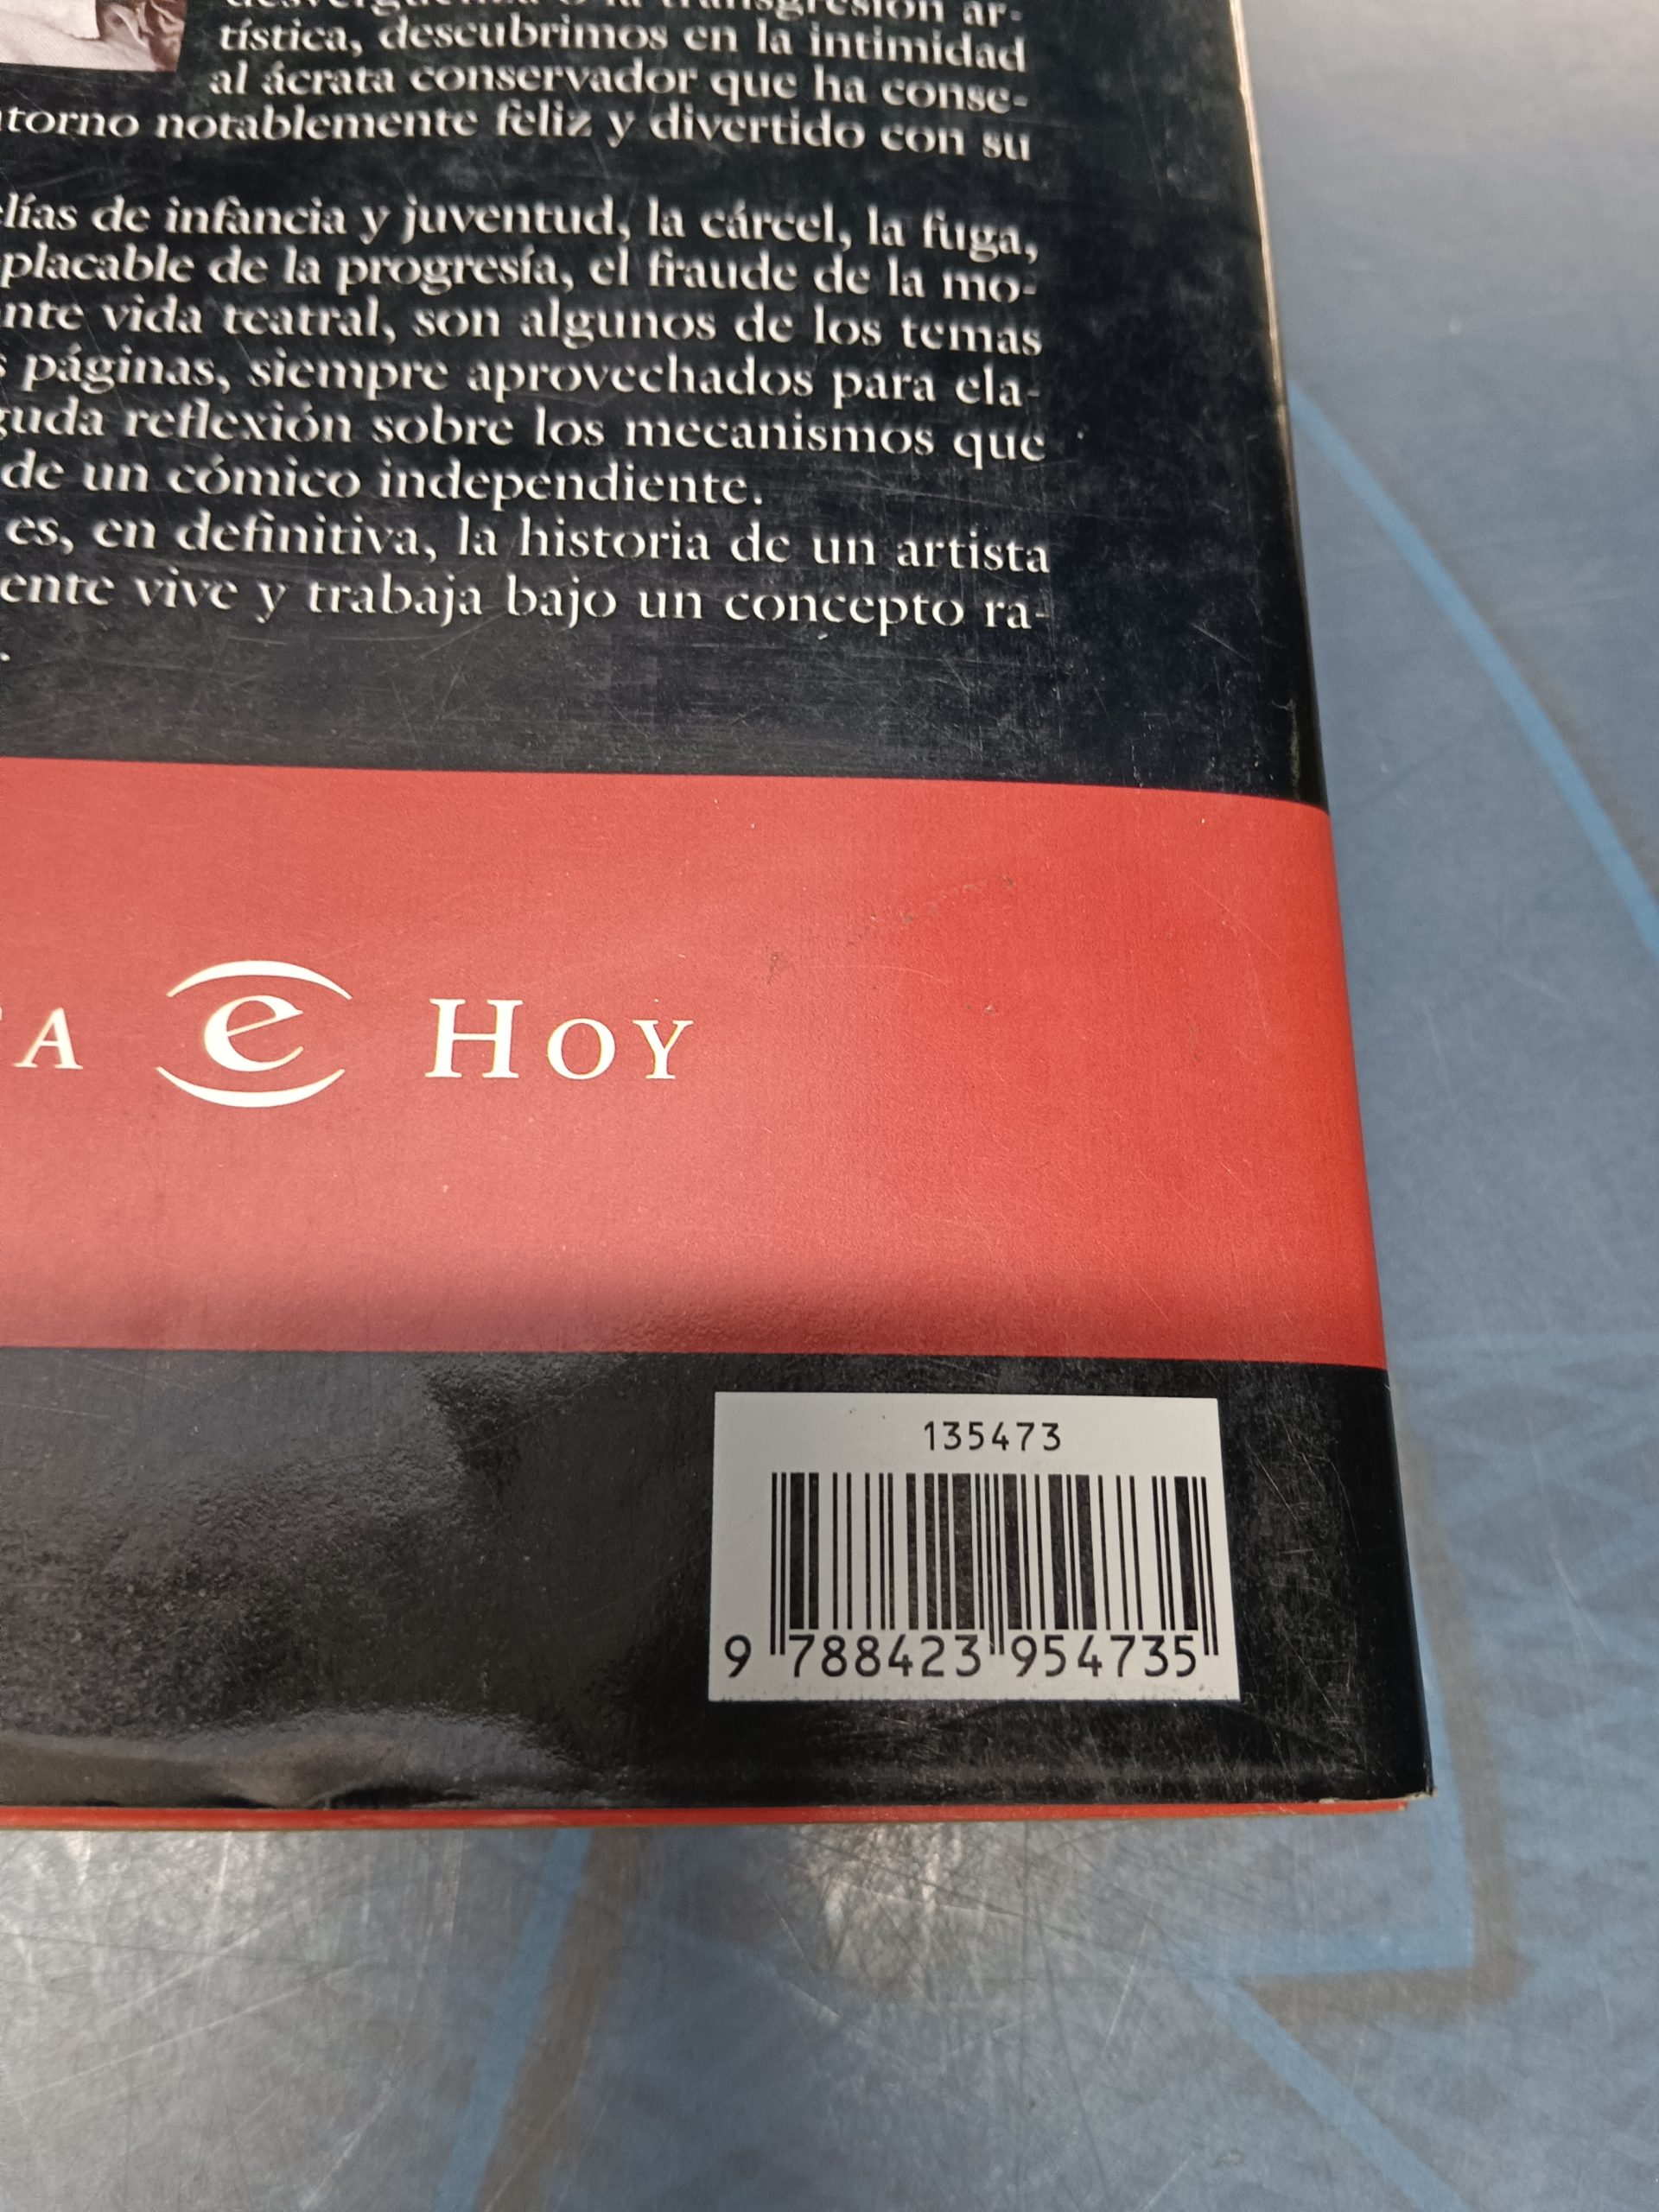 desvergüenza o la transgresión ar-
tística, descubrimos en la intimidad
al ácrata conservador que ha conse-
torno notablemente feliz y divertido con su
lías de infancia y juventud, la cárcel, la fuga,
placable de la progresía, el fraude de la mo-
nte vida teatral, son algunos de los temas
s páginas, siempre aprovechados para ela-
guda reflexión sobre los mecanismos que
de un cómico independiente.
es, en definitiva, la historia de un artista
ente vive y trabaja bajo un concepto ra-
.
A e HOY
135473
9 788423 954735